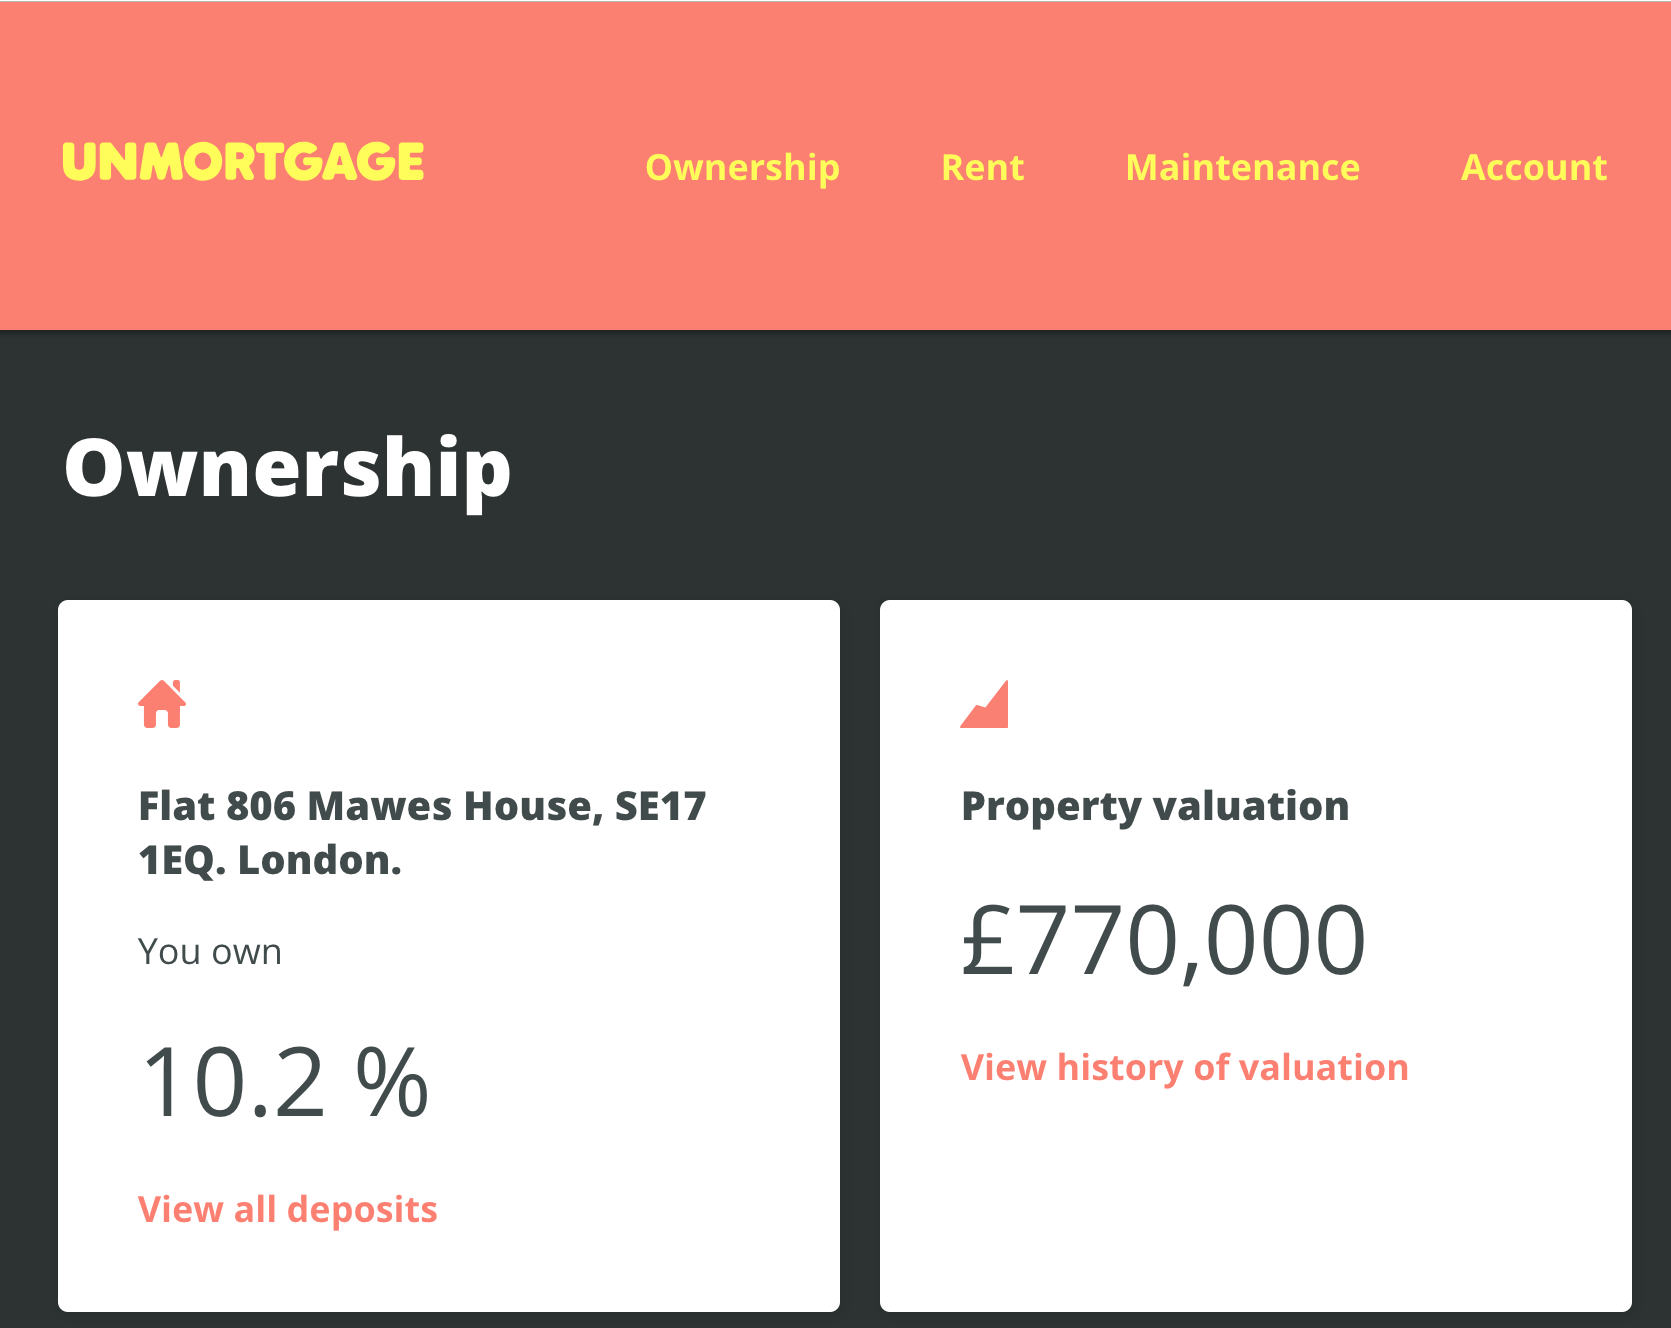 UNMORTGAGE
Ownership
Rent
Maintenance
Account
Ownership
Flat 806 Mawes House, SE17
1EQ. London.
You own
10.2 %
View all deposits
Property valuation
£770,000
View history of valuation